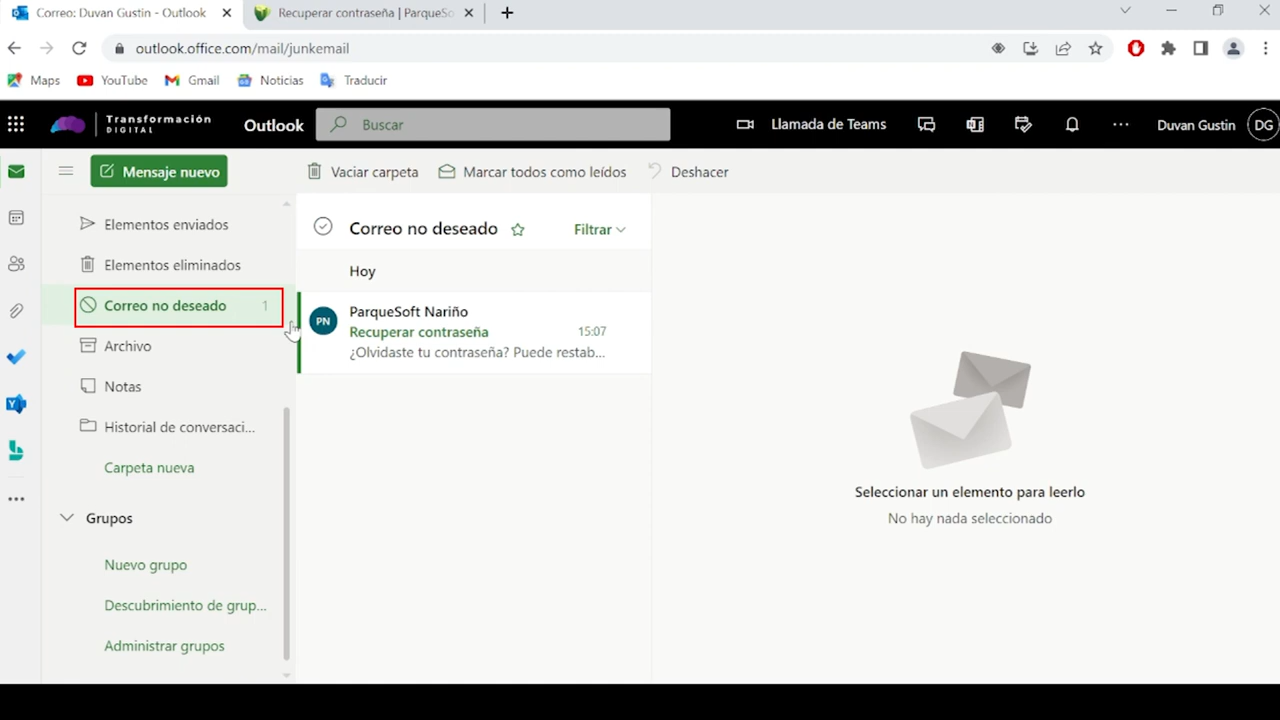 Correo: Duvan Gustin - Outlook
Recuperar contraseña | ParqueSo
outlook.office.com/mail/junkemail
Maps
YouTube
Gmail
Noticias
Traducir
Transformación
DIGITAL
Outlook
Buscar
Llamada de Teams
Duvan Gustin
DG
Mensaje nuevo
Vaciar carpeta
Marcar todos como leídos
Deshacer
Elementos enviados
Elementos eliminados
Correo no deseado 1
Archivo
Notas
Historial de conversaci...
Carpeta nueva
Grupos
Nuevo grupo
Descubrimiento de grup...
Administrar grupos
Correo no deseado
Filtrar
Hoy
PN
ParqueSoft Nariño
Recuperar contraseña 15:07
¿Olvidaste tu contraseña? Puede restab...
Seleccionar un elemento para leerlo
No hay nada seleccionado